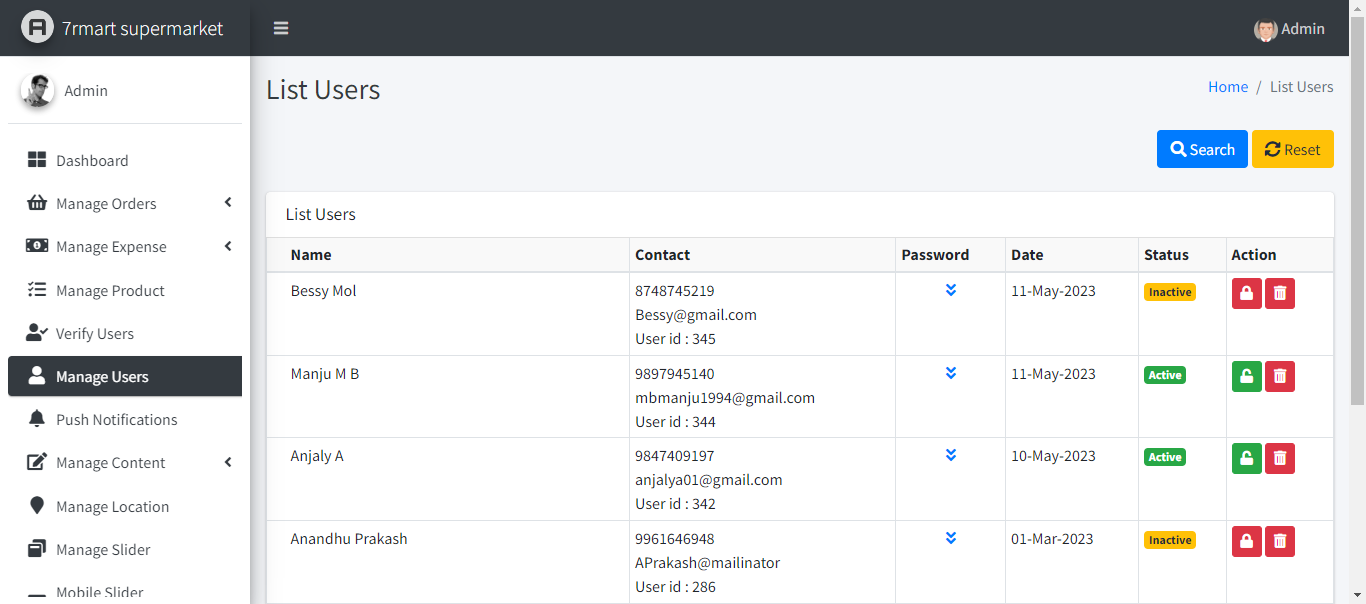 7rmart supermarket
Admin
Admin
Dashboard
Manage Orders
Manage Expense
Manage Product
Verify Users
Manage Users
Push Notifications
Manage Content
Manage Location
Manage Slider
Mobile Slider
List Users
Home / List Users
Search Reset
List Users
Name Contact Password Date Status Action
Bessy Mol 8748745219 11-May-2023 Inactive
Bessy@gmail.com
User id : 345
Manju M B 9897945140 11-May-2023 Active
mbmanju1994@gmail.com
User id : 344
Anjaly A 9847409197 10-May-2023 Active
anjalya01@gmail.com
User id : 342
Anandhu Prakash 9961646948 01-Mar-2023 Inactive
APrakash@mailinator
User id : 286